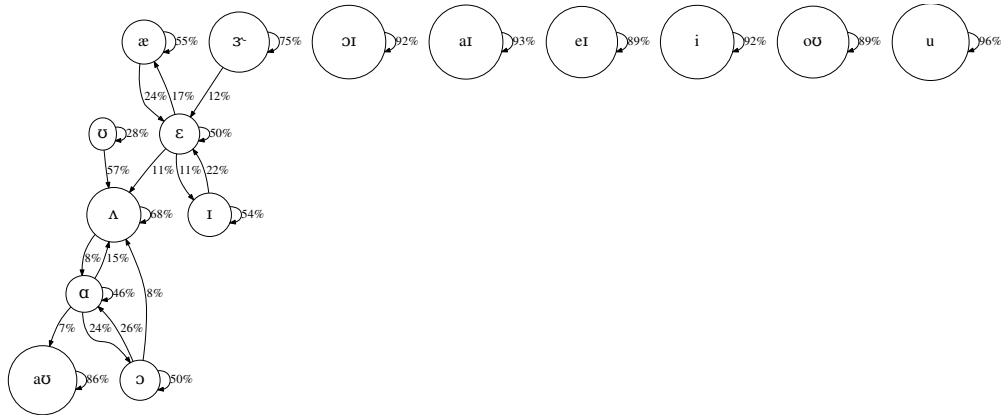 æ 55% ɝ 75% ɔɪ 92% aɪ 93% eɪ 89% i 92% oʊ 89% u 96%
24% 17% 12%
ʊ 28% ɛ 50%
57% 11% 11% 22%
ʌ 68% ɪ 54%
8% 15%
ɑ 46% 8%
7% 24% 26%
aʊ 86% ɔ 50%